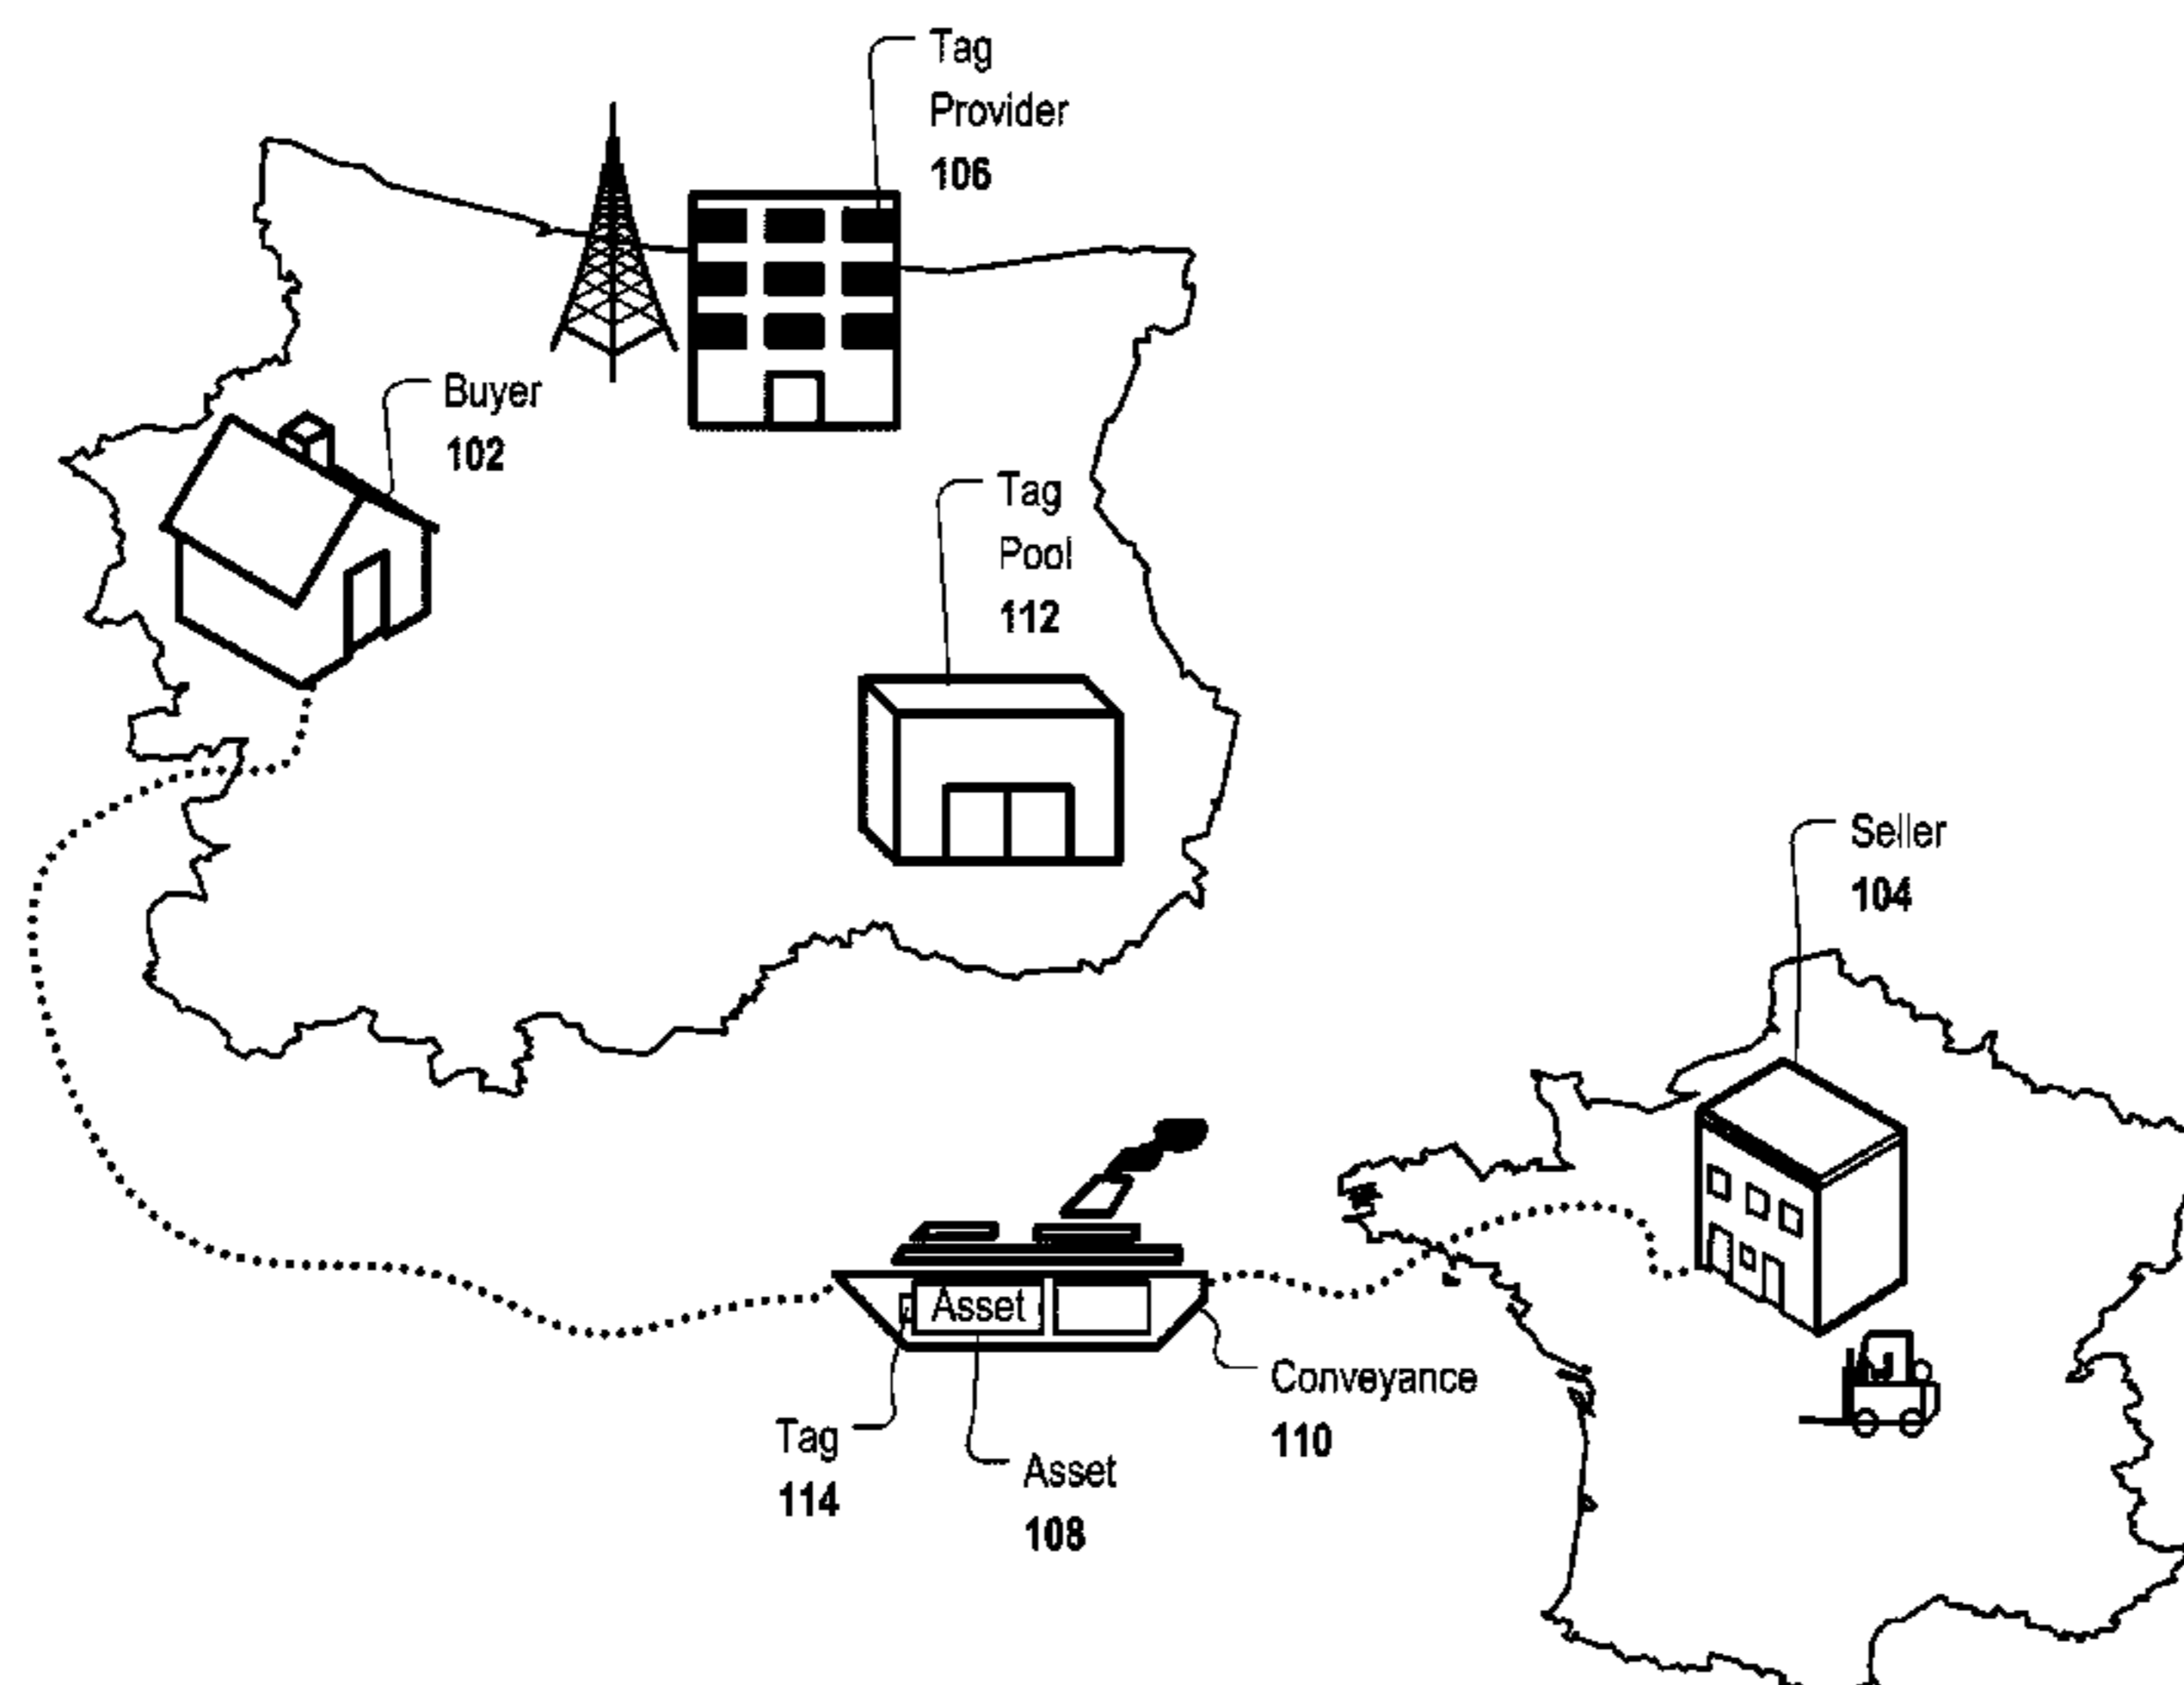 Tag
Provider
106
Buyer
102
Tag
Pool
112
Seller
104
Asset
Conveyance
110
Tag
114
Asset
108